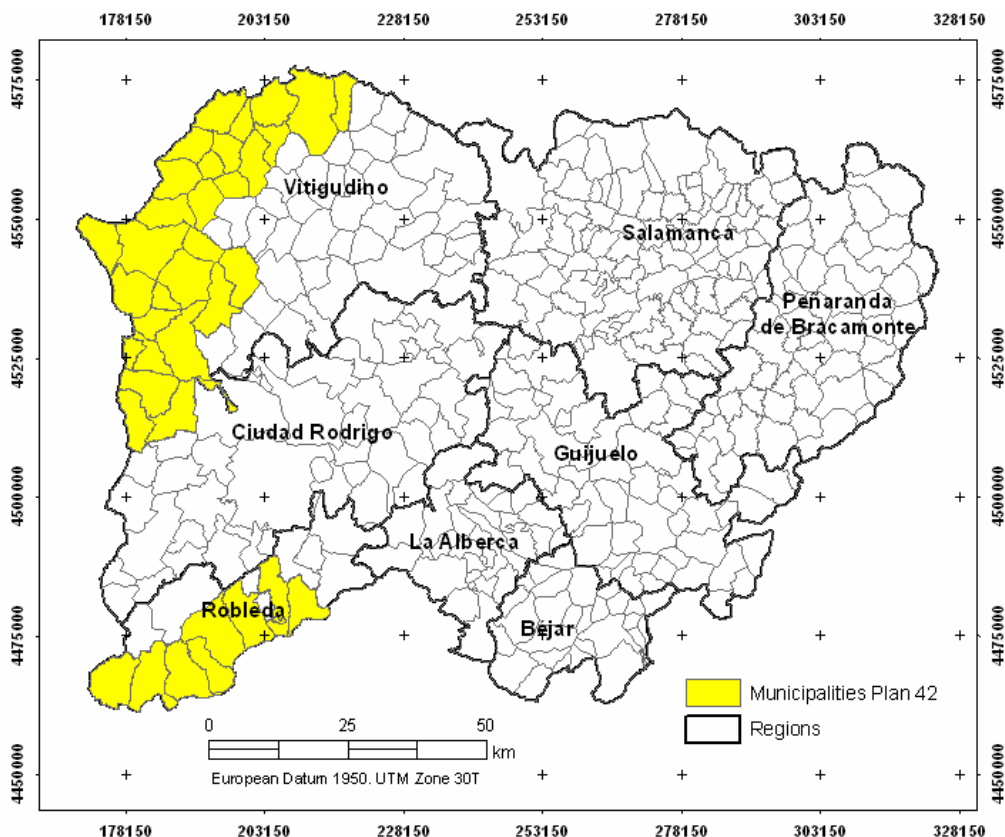 178150 203150 228150 253150 278150 303150 328150
4575000 4575000
Vitigudino
4550000 4550000
Salamanca
Peñaranda
de Bracamonte
4525000 4525000
Ciudad Rodrigo
Guijuelo
4500000 4500000
La Alberca
Robleda
4475000 4475000
Béjar
Municipalities Plan 42
0 25 50
Regions
km
European Datum 1950. UTM Zone 30T
4450000 4450000
178150 203150 228150 253150 278150 303150 328150